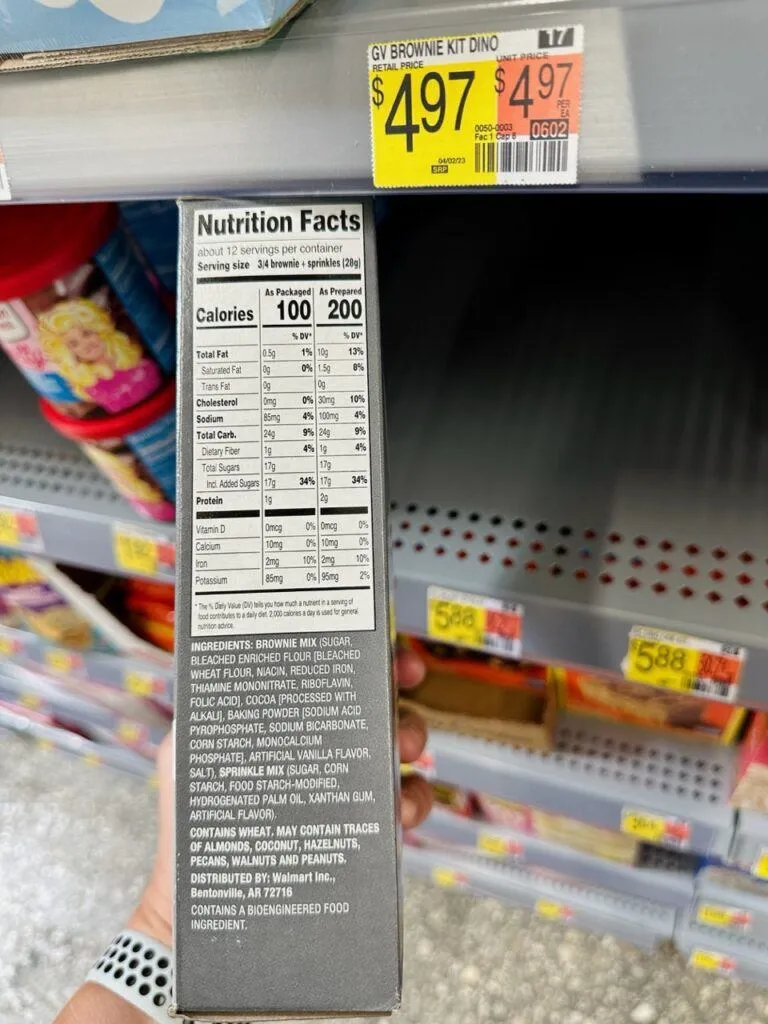 GV BROWNIE KIT DINO 17
RETAIL PRICE UNIT PRICE
$4.97 $4.97
PER
EA
0050-0003
Fac 1 Cap 6 0602
04/02/23
SRP
Nutrition Facts
about 12 servings per container
Serving size 3/4 brownie + sprinkles (28g)
As Packaged As Prepared
Calories 100 200
% DV* % DV*
Total Fat 0.5g 1% 10g 13%
Saturated Fat 0g 0% 1.5g 8%
Trans Fat 0g 0g
Cholesterol 0mg 0% 30mg 10%
Sodium 85mg 4% 100mg 4%
Total Carb. 24g 9% 24g 9%
Dietary Fiber 1g 4% 1g 4%
Total Sugars 17g 17g
Incl. Added Sugars 17g 34% 17g 34%
Protein 1g 2g
Vitamin D 0mcg 0% 0mcg 0%
Calcium 10mg 0% 10mg 0%
Iron 2mg 10% 2mg 10%
Potassium 85mg 0% 95mg 2%
* The % Daily Value (DV) tells you how much a nutrient in a serving of
food contributes to a daily diet. 2,000 calories a day is used for general
nutrition advice.
INGREDIENTS: BROWNIE MIX (SUGAR,
BLEACHED ENRICHED FLOUR [BLEACHED
WHEAT FLOUR, NIACIN, REDUCED IRON,
THIAMINE MONONITRATE, RIBOFLAVIN,
FOLIC ACID], COCOA [PROCESSED WITH
ALKALI], BAKING POWDER [SODIUM ACID
PYROPHOSPHATE, SODIUM BICARBONATE,
CORN STARCH, MONOCALCIUM
PHOSPHATE], ARTIFICIAL VANILLA FLAVOR,
SALT), SPRINKLE MIX (SUGAR, CORN
STARCH, FOOD STARCH-MODIFIED,
HYDROGENATED PALM OIL, XANTHAN GUM,
ARTIFICIAL FLAVOR).
CONTAINS WHEAT. MAY CONTAIN TRACES
OF ALMONDS, COCONUT, HAZELNUTS,
PECANS, WALNUTS AND PEANUTS.
DISTRIBUTED BY: Walmart Inc.,
Bentonville, AR 72716
CONTAINS A BIOENGINEERED FOOD
INGREDIENT.
5.88
5.88